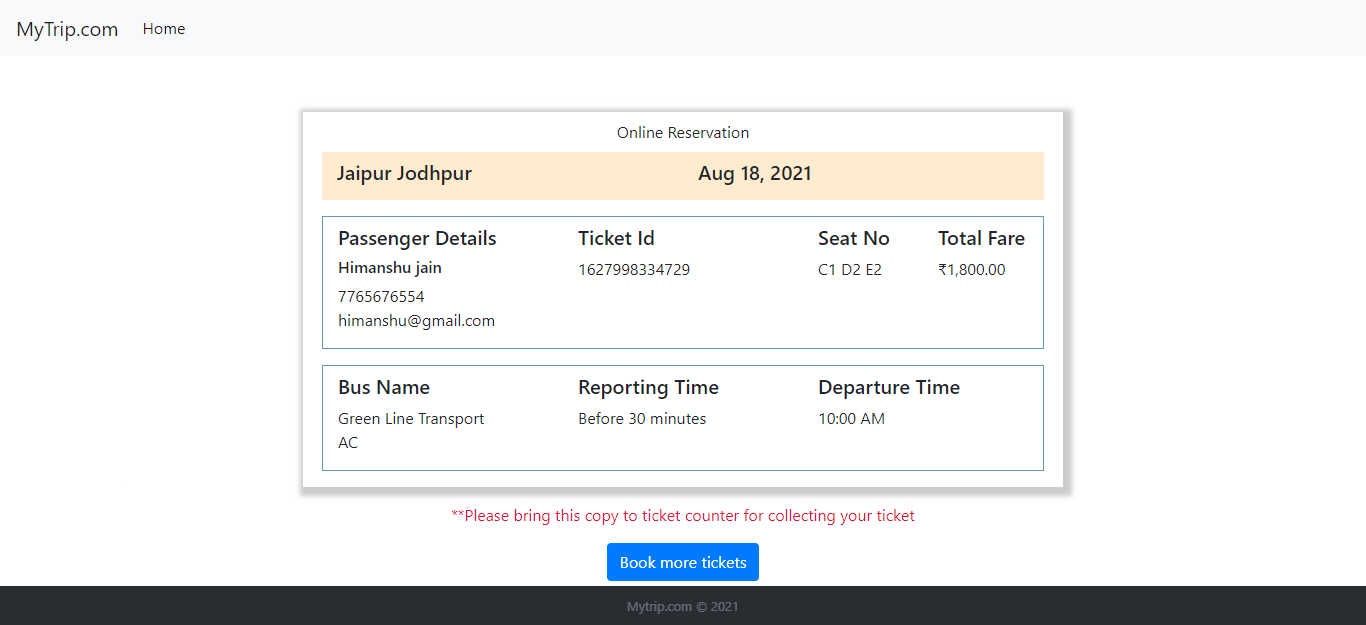 MyTrip.com Home
Online Reservation
Jaipur Jodhpur Aug 18, 2021
Passenger Details Ticket Id Seat No Total Fare
Himanshu jain 1627998334729 C1 D2 E2 ₹1,800.00
7765676554
himanshu@gmail.com
Bus Name Reporting Time Departure Time
Green Line Transport Before 30 minutes 10:00 AM
AC
**Please bring this copy to ticket counter for collecting your ticket
Book more tickets
Mytrip.com © 2021